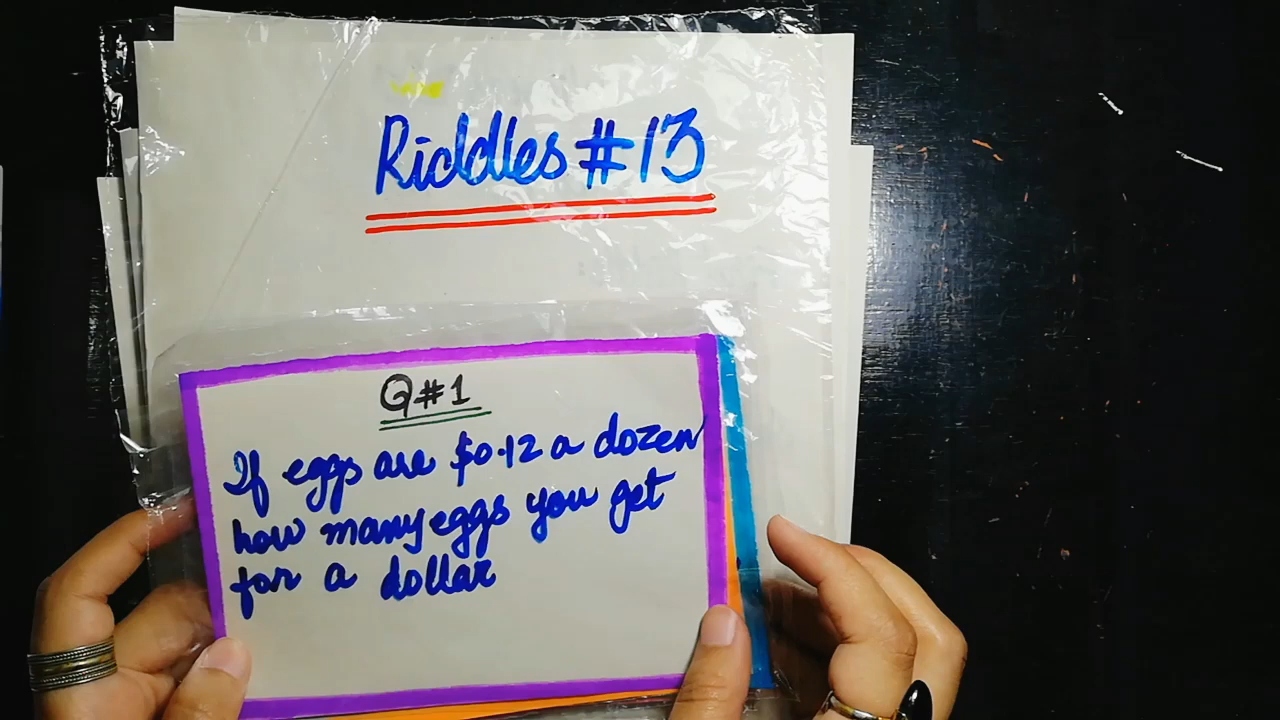 Riddles #13
Q#1
If eggs are $0.12 a dozen
how many eggs you get
for a dollar